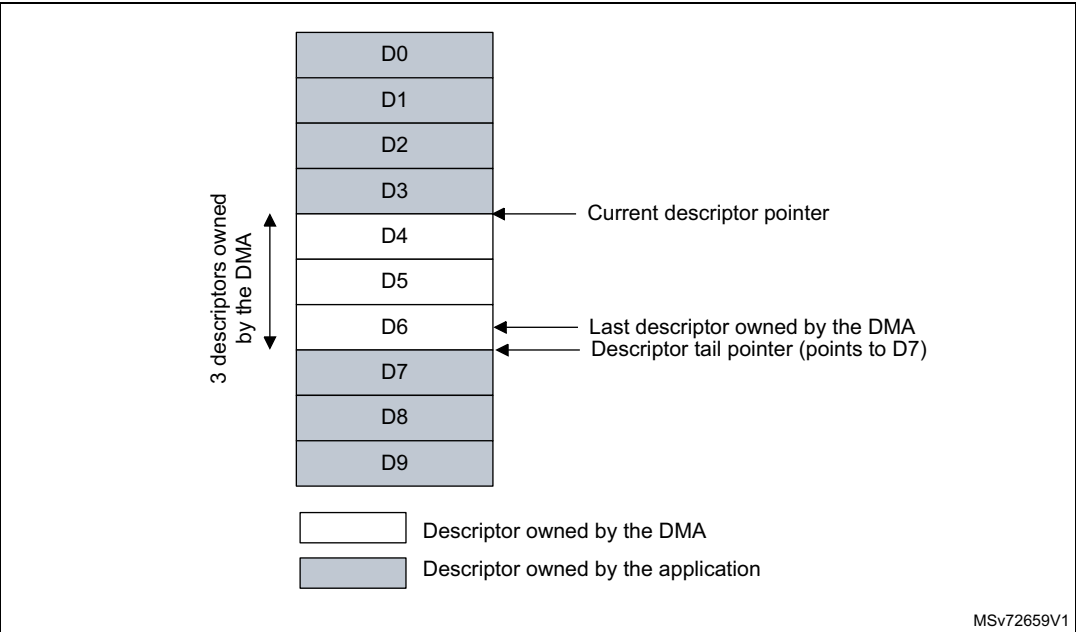 D0
D1
D2
D3
Current descriptor pointer
3 descriptors owned
by the DMA
D4
D5
D6
Last descriptor owned by the DMA
Descriptor tail pointer (points to D7)
D7
D8
D9
Descriptor owned by the DMA
Descriptor owned by the application
MSv72659V1